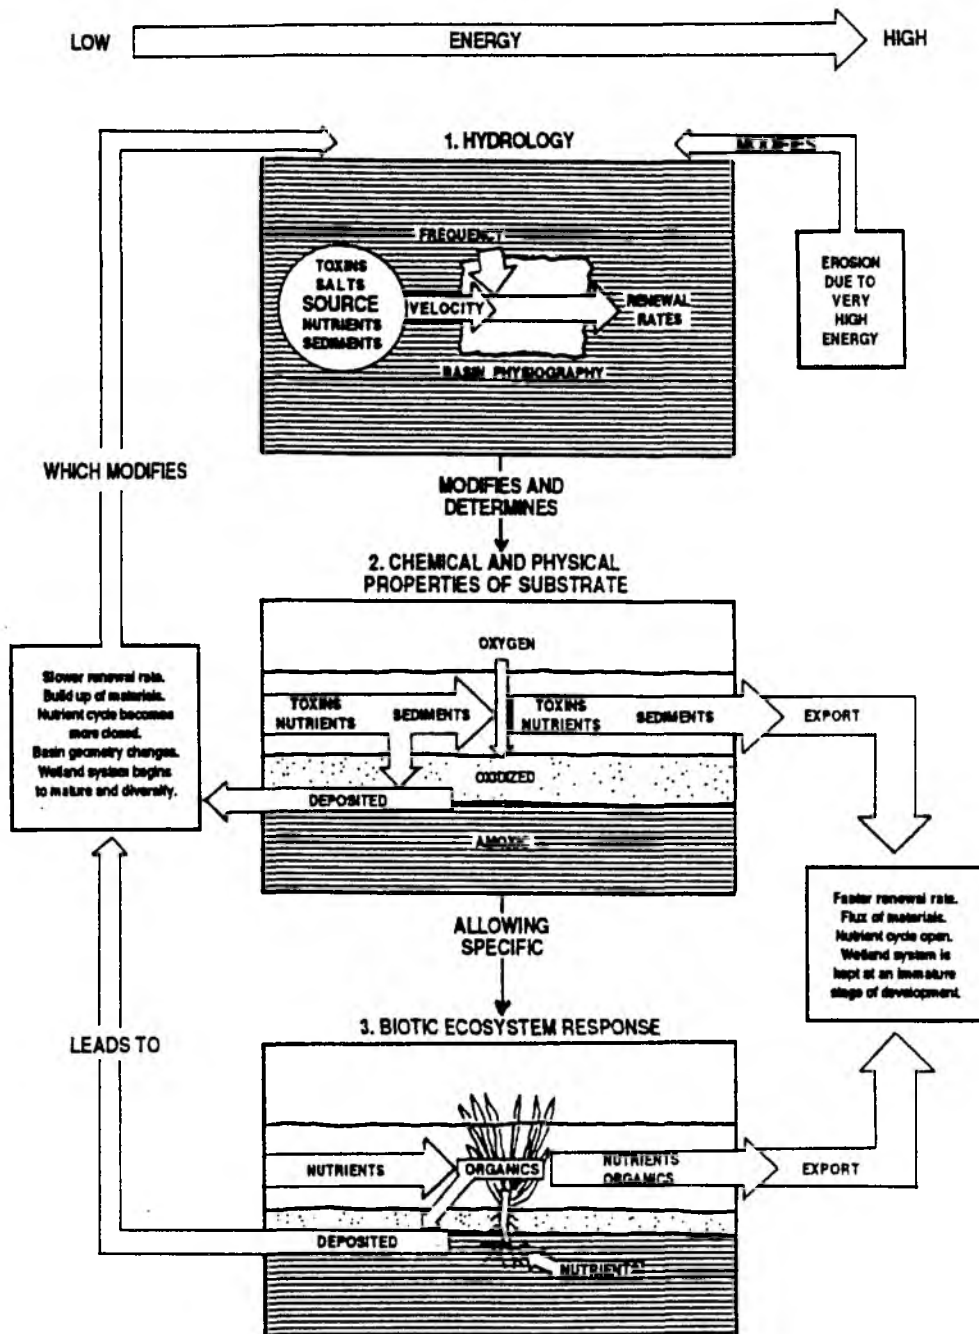 LOW
ENERGY
HIGH
1. HYDROLOGY
MODIFIES
FREQUENCY
TOXINS
SALTS
SOURCE
NUTRIENTS
SEDIMENTS
VELOCITY
RENEWAL
RATES
BASIN PHYSIOGRAPHY
EROSION
DUE TO
VERY
HIGH
ENERGY
WHICH MODIFIES
MODIFIES AND
DETERMINES
2. CHEMICAL AND PHYSICAL
PROPERTIES OF SUBSTRATE
OXYGEN
TOXINS
NUTRIENTS
SEDIMENTS
TOXINS
NUTRIENTS
SEDIMENTS
EXPORT
OXIDIZED
DEPOSITED
ANOXIC
Slower renewal rate.
Build up of materials.
Nutrient cycle becomes
more closed.
Basin geometry changes.
Wetland system begins
to mature and diversify.
ALLOWING
SPECIFIC
Faster renewal rate.
Flux of materials.
Nutrient cycle open.
Wetland system is
kept at an immature
stage of development.
3. BIOTIC ECOSYSTEM RESPONSE
LEADS TO
NUTRIENTS
ORGANICS
NUTRIENTS
ORGANICS
EXPORT
DEPOSITED
NUTRIENTS